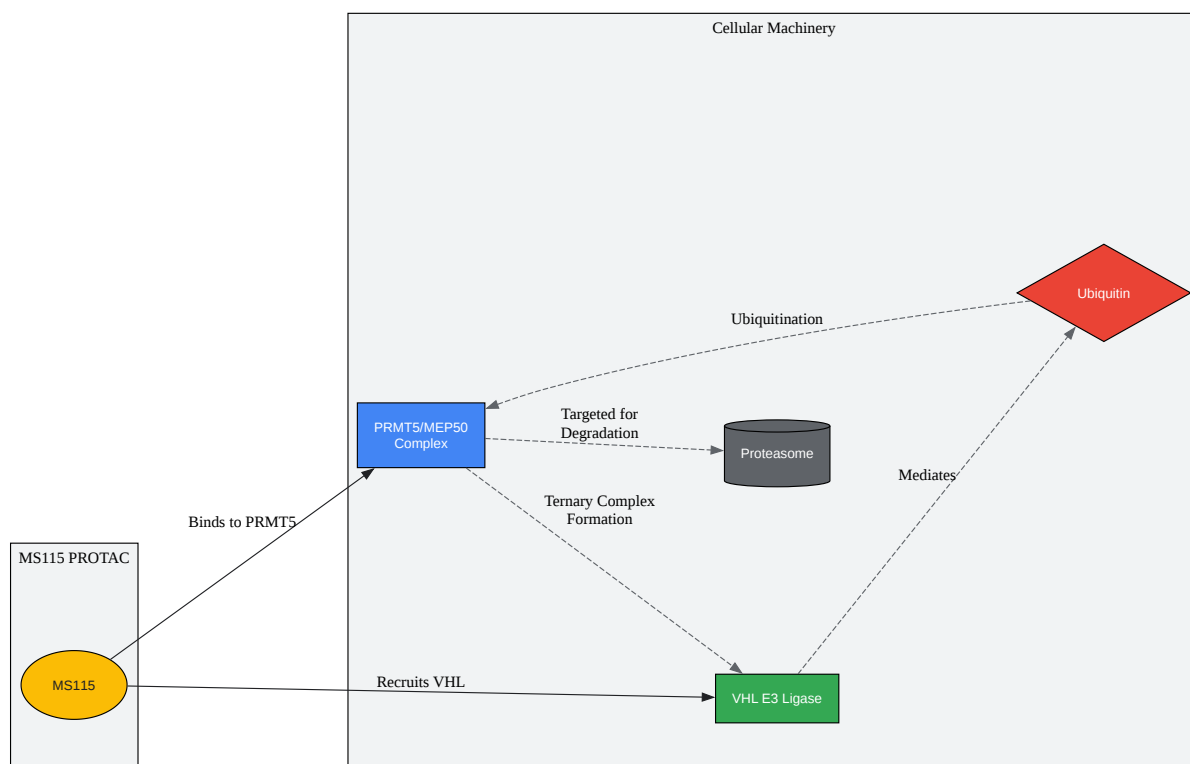 Cellular Machinery
Ubiquitin
Ubiquitination
Targeted for
Degradation
PRMT5/MEP50
Complex
Proteasome
Mediates
Ternary Complex
Formation
Binds to PRMT5
MS115 PROTAC
Recruits VHL
MS115
VHL E3 Ligase